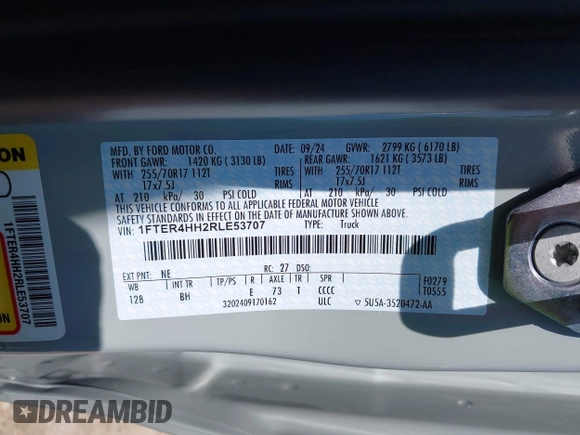 MFD. BY FORD MOTOR CO.
09/24 GVWR: 2799 KG ( 6170 LB)
FRONT GAWR: 1420 KG ( 3130 LB)
REAR GAWR: 1621 KG ( 3573 LB)
255/70R17 112T TIRES
255/70R17 112T TIRES
17x7.5J RIMS
17x7.5J RIMS
AT 210 kPa/ 30 PSI COLD
AT 210 kPa/ 30 PSI COLD
THIS VEHICLE CONFORMS TO ALL APPLICABLE FEDERAL MOTOR VEHICLE
SAFETY AND THEFT PREVENTION STANDARDS IN EFFECT ON THE DATE OF MANUFACTURE SHOWN ABOVE.
VIN: 1FTER4HH2RLE53707
TYPE: Truck
EXT PNT: NE RC: 27 DSO:
WB INT TR TP/PS R AXLE TR SPR F0279
128 BH E 73 T CCCC T0555
3202409170162 ULC ▽ 5U5A-3520472-AA
ION
1FTER4HH2RLE53707
DREAMBID